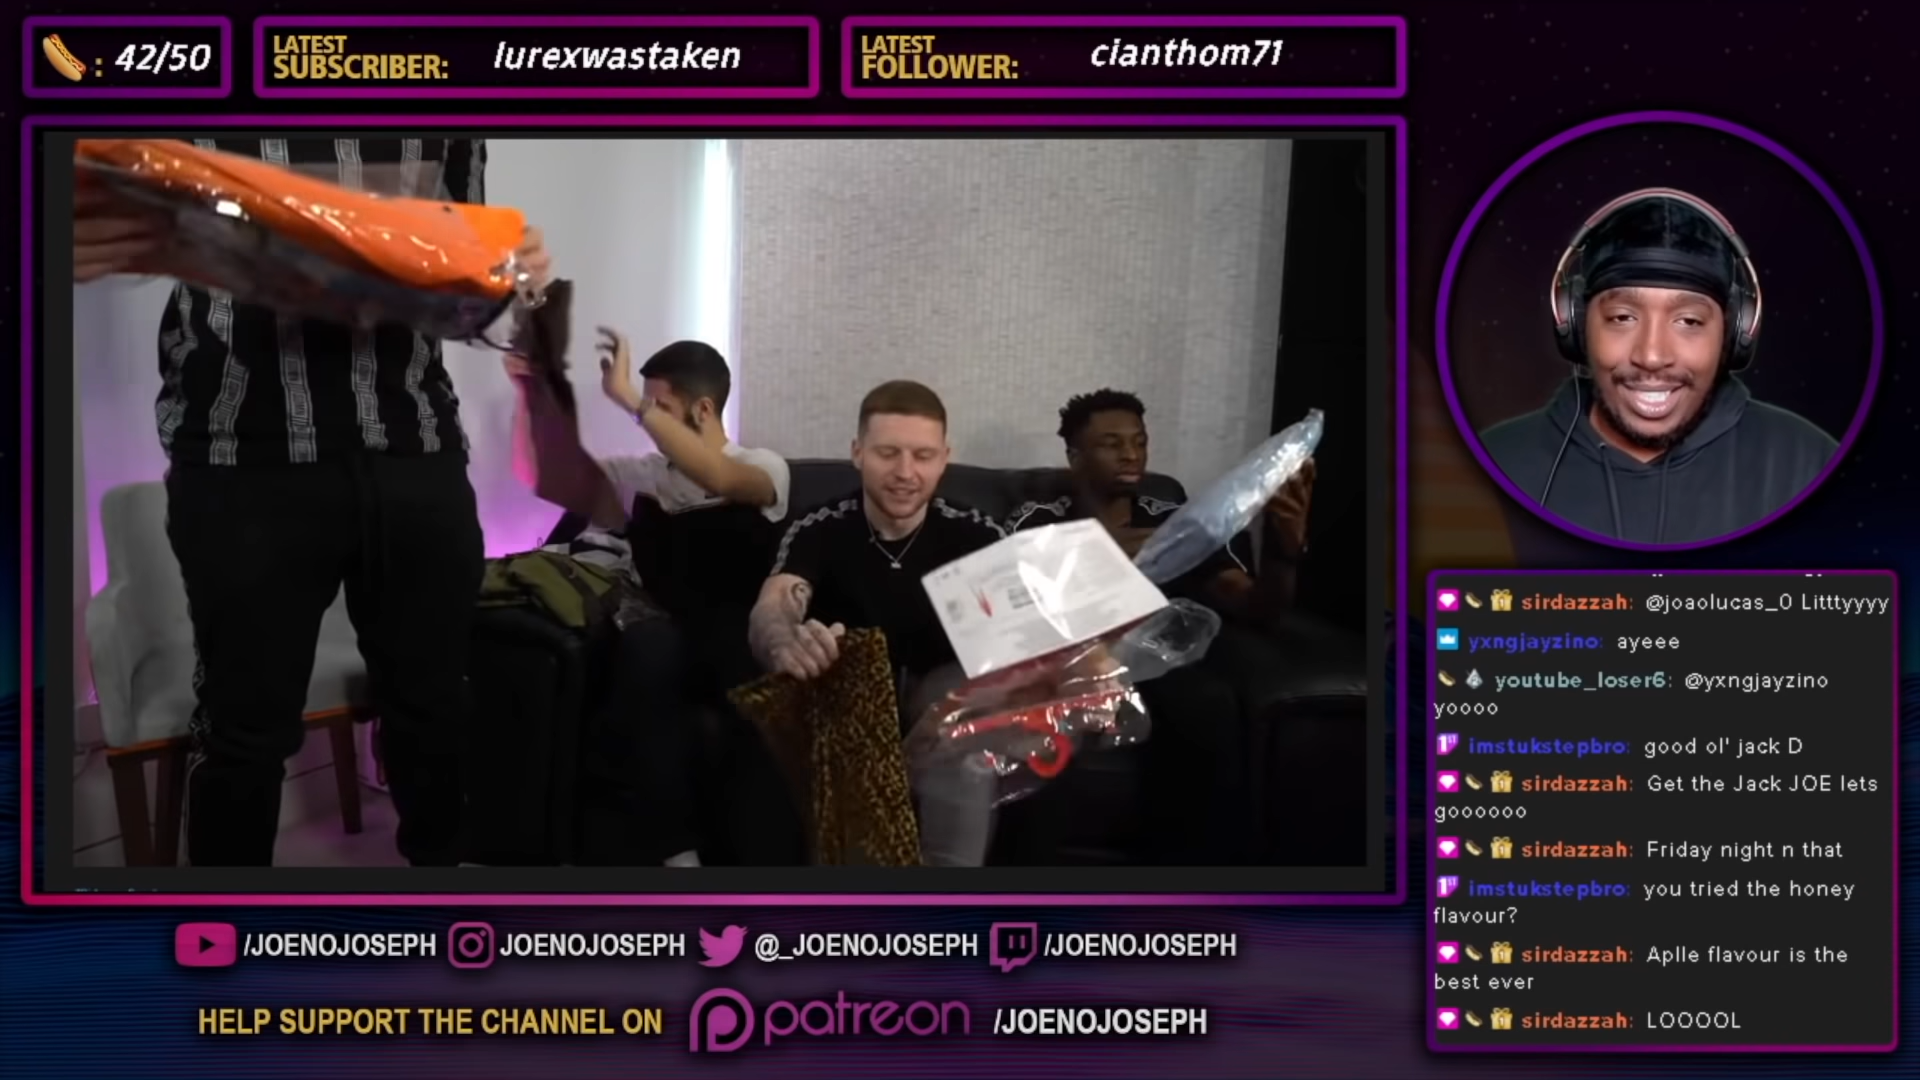 : 42/50
LATEST
SUBSCRIBER:
lurexwastaken
LATEST
FOLLOWER:
cianthom71
sirdazzah: @joaolucas_0 Litttyyyy
yxngjayzino: ayeee
youtube_loser6: @yxngjayzino
yoooo
imstukstepbro: good ol' jack D
sirdazzah: Get the Jack JOE lets
goooooo
sirdazzah: Friday night n that
imstukstepbro: you tried the honey
flavour?
sirdazzah: Aplle flavour is the
best ever
sirdazzah: LOOOOL
/JOENOJOSEPH
JOENOJOSEPH
@_JOENOJOSEPH
/JOENOJOSEPH
HELP SUPPORT THE CHANNEL ON
patreon
/JOENOJOSEPH